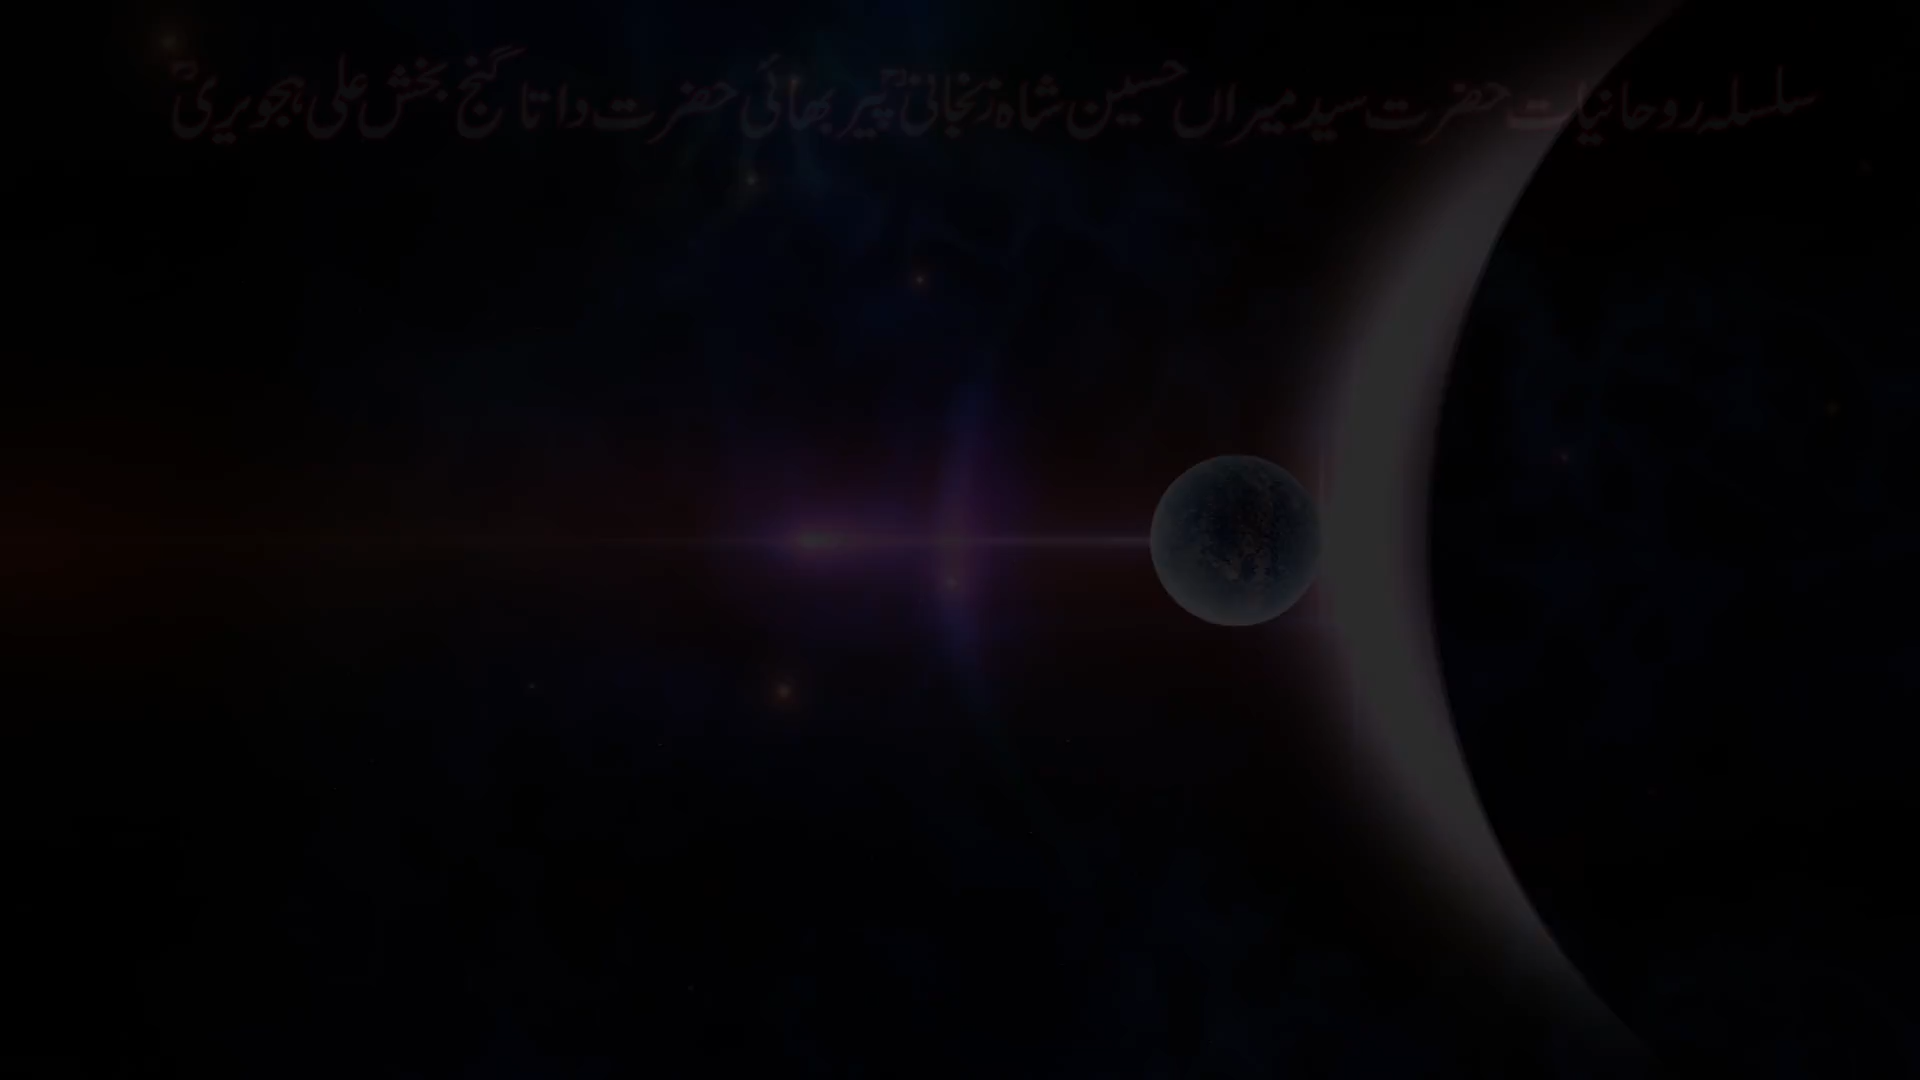 سلسلہ روحانیات حضرت سید میراں حسین شاہ زنجانیؒ پیر بھائی حضرت داتا گنج بخش علی ہجویریؒ